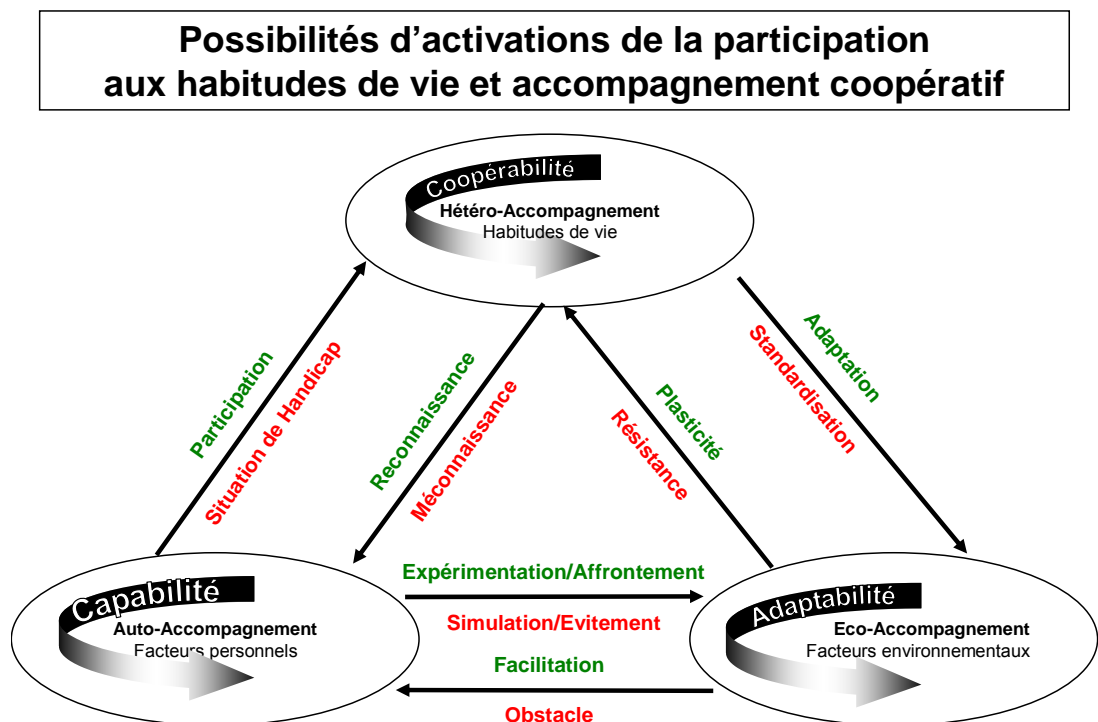 Possibilités d’activations de la participation
aux habitudes de vie et accompagnement coopératif
Coopérabilité
Hétéro-Accompagnement
Habitudes de vie
Participation
Situation de Handicap
Reconnaissance
Méconnaissance
Plasticité
Résistance
Adaptation
Standardisation
Capabilité
Auto-Accompagnement
Facteurs personnels
Expérimentation/Affrontement
Simulation/Evitement
Facilitation
Obstacle
Adaptabilité
Eco-Accompagnement
Facteurs environnementaux